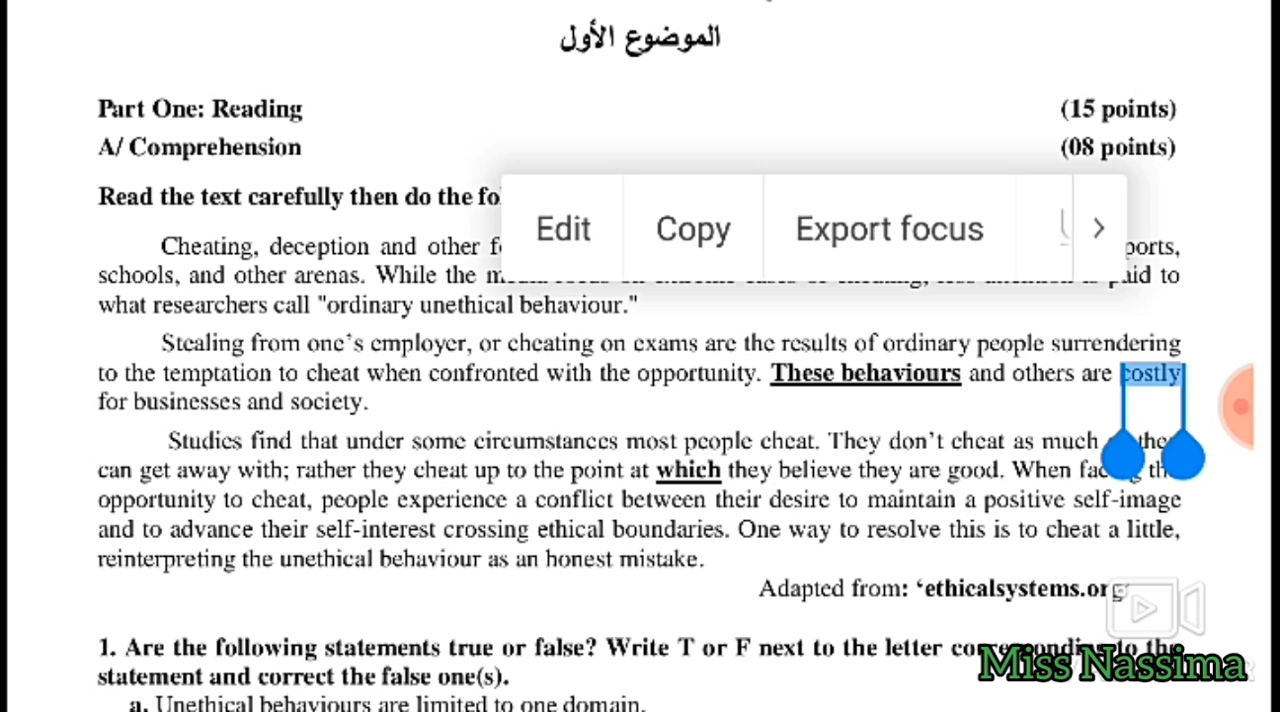 الموضوع الأول
Part One: Reading (15 points)
A/ Comprehension (08 points)
Read the text carefully then do the
Edit Copy Export focus
Cheating, deception and other
schools, and other arenas. While the to
what researchers call "ordinary unethical behaviour."
Stealing from one's employer, or cheating on exams are the results of ordinary people surrendering
to the temptation to cheat when confronted with the opportunity. These behaviours and others are costly
for businesses and society.
Studies find that under some circumstances most people cheat. They don't cheat as much
can get away with; rather they cheat up to the point at which they believe they are good. When
opportunity to cheat, people experience a conflict between their desire to maintain a positive self-image
and to advance their self-interest crossing ethical boundaries. One way to resolve this is to cheat a little,
reinterpreting the unethical behaviour as an honest mistake.
Adapted from: 'ethicalsystems.org
1. Are the following statements true or false? Write T or F next to the letter corresponding to the
statement and correct the false one(s).
Miss Nassima
a. Unethical behaviours are limited to one domain.